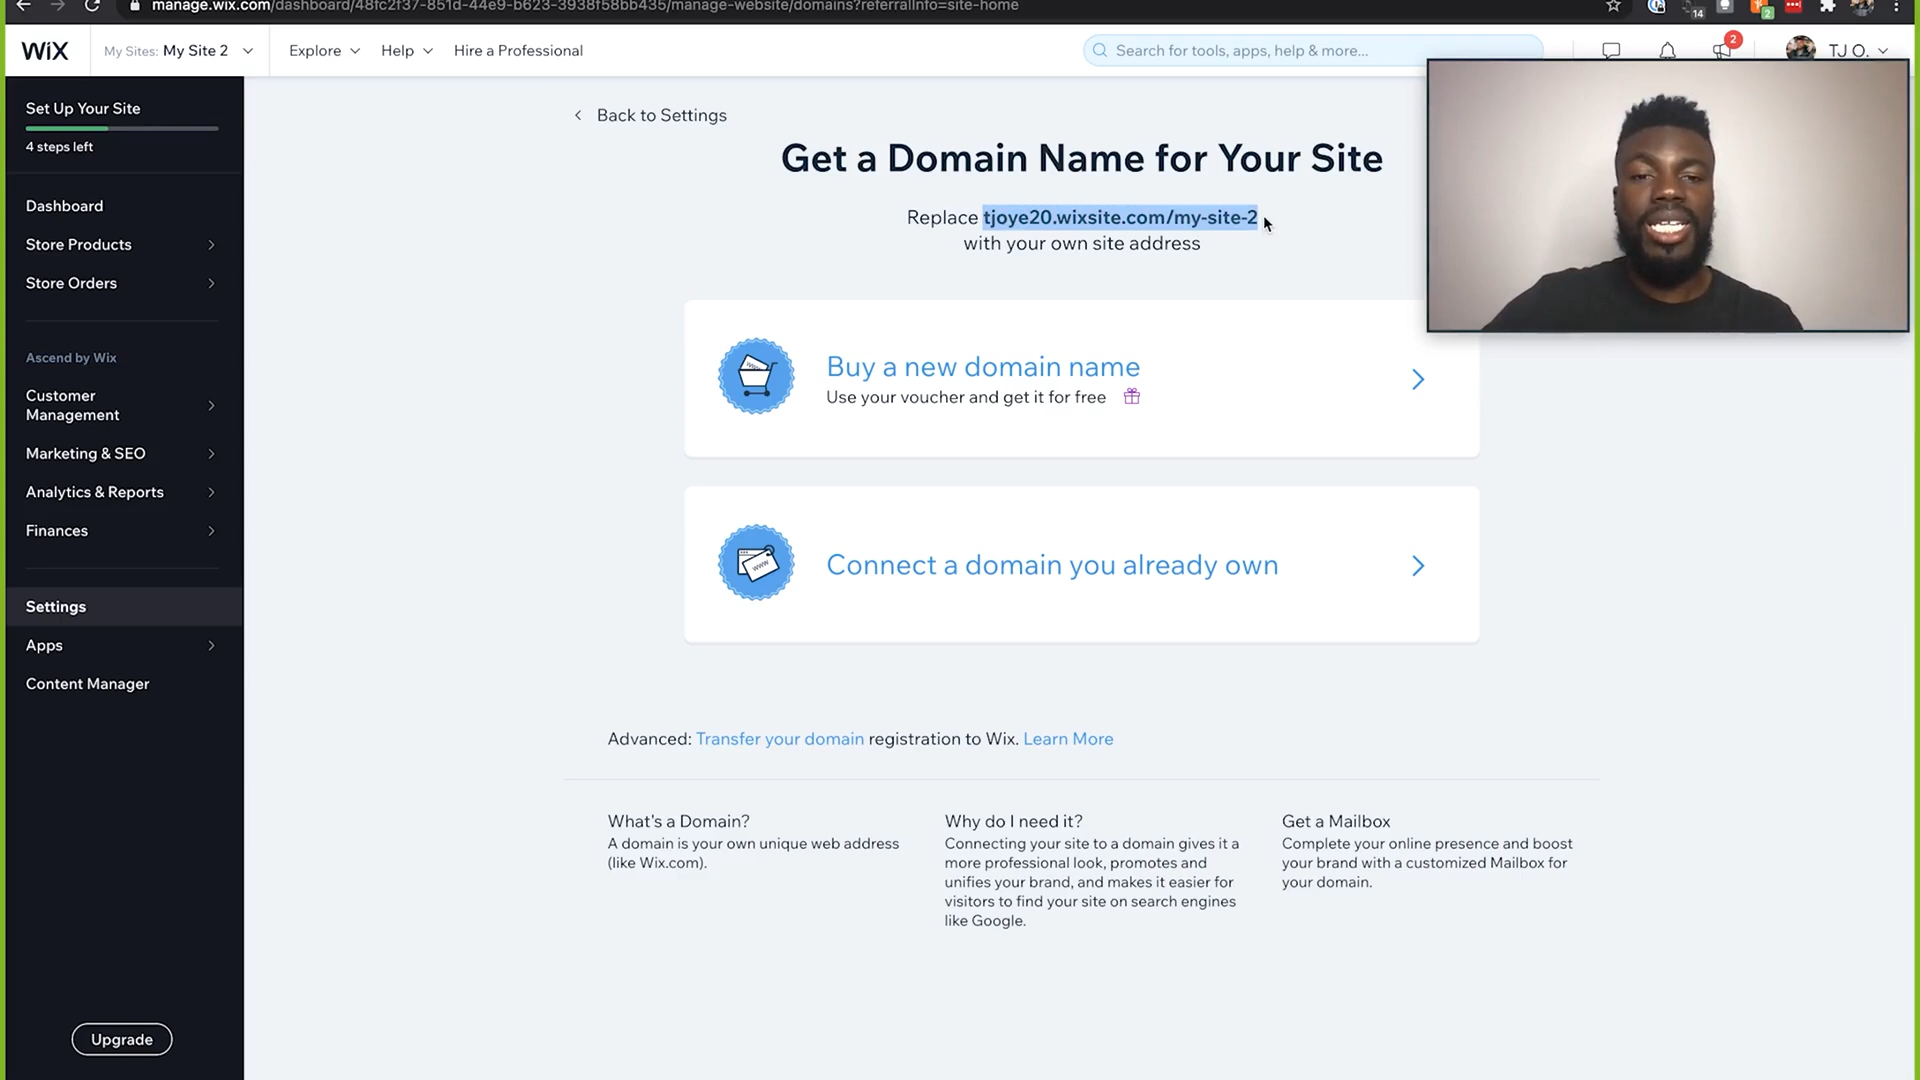 manage.wix.com/dashboard/48fc2f37-851d-44e9-b623-3938f58bb435/manage-website/domains?referralInfo=site-home
14
2
WiX
My Sites: My Site 2
Explore
Help
Hire a Professional
Search for tools, apps, help & more...
2
TJ O.
Set Up Your Site
4 steps left
Dashboard
Store Products
Store Orders
Ascend by Wix
Customer
Management
Marketing & SEO
Analytics & Reports
Finances
Settings
Apps
Content Manager
Upgrade
Back to Settings
Get a Domain Name for Your Site
Replace tjoye20.wixsite.com/my-site-2
with your own site address
Buy a new domain name
Use your voucher and get it for free
www
Connect a domain you already own
Advanced: Transfer your domain registration to Wix. Learn More
What's a Domain?
A domain is your own unique web address
(like Wix.com).
Why do I need it?
Connecting your site to a domain gives it a
more professional look, promotes and
unifies your brand, and makes it easier for
visitors to find your site on search engines
like Google.
Get a Mailbox
Complete your online presence and boost
your brand with a customized Mailbox for
your domain.